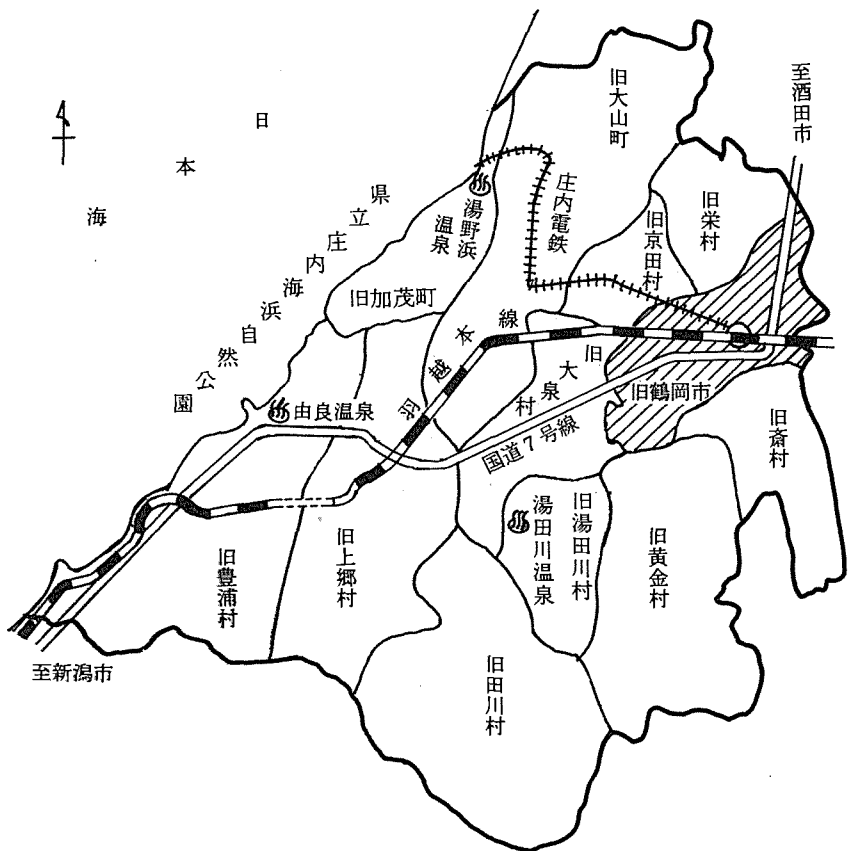 日本海
県立庄内海浜自然公園
至酒田市
旧大山町
旧栄村
旧京田村
庄内電鉄
湯野浜
温泉
旧加茂町
羽越本線
旧大泉村
旧鶴岡市
旧斎村
由良温泉
国道7号線
湯田川温泉
旧湯田川村
旧黄金村
旧上郷村
旧豊浦村
旧田川村
至新潟市